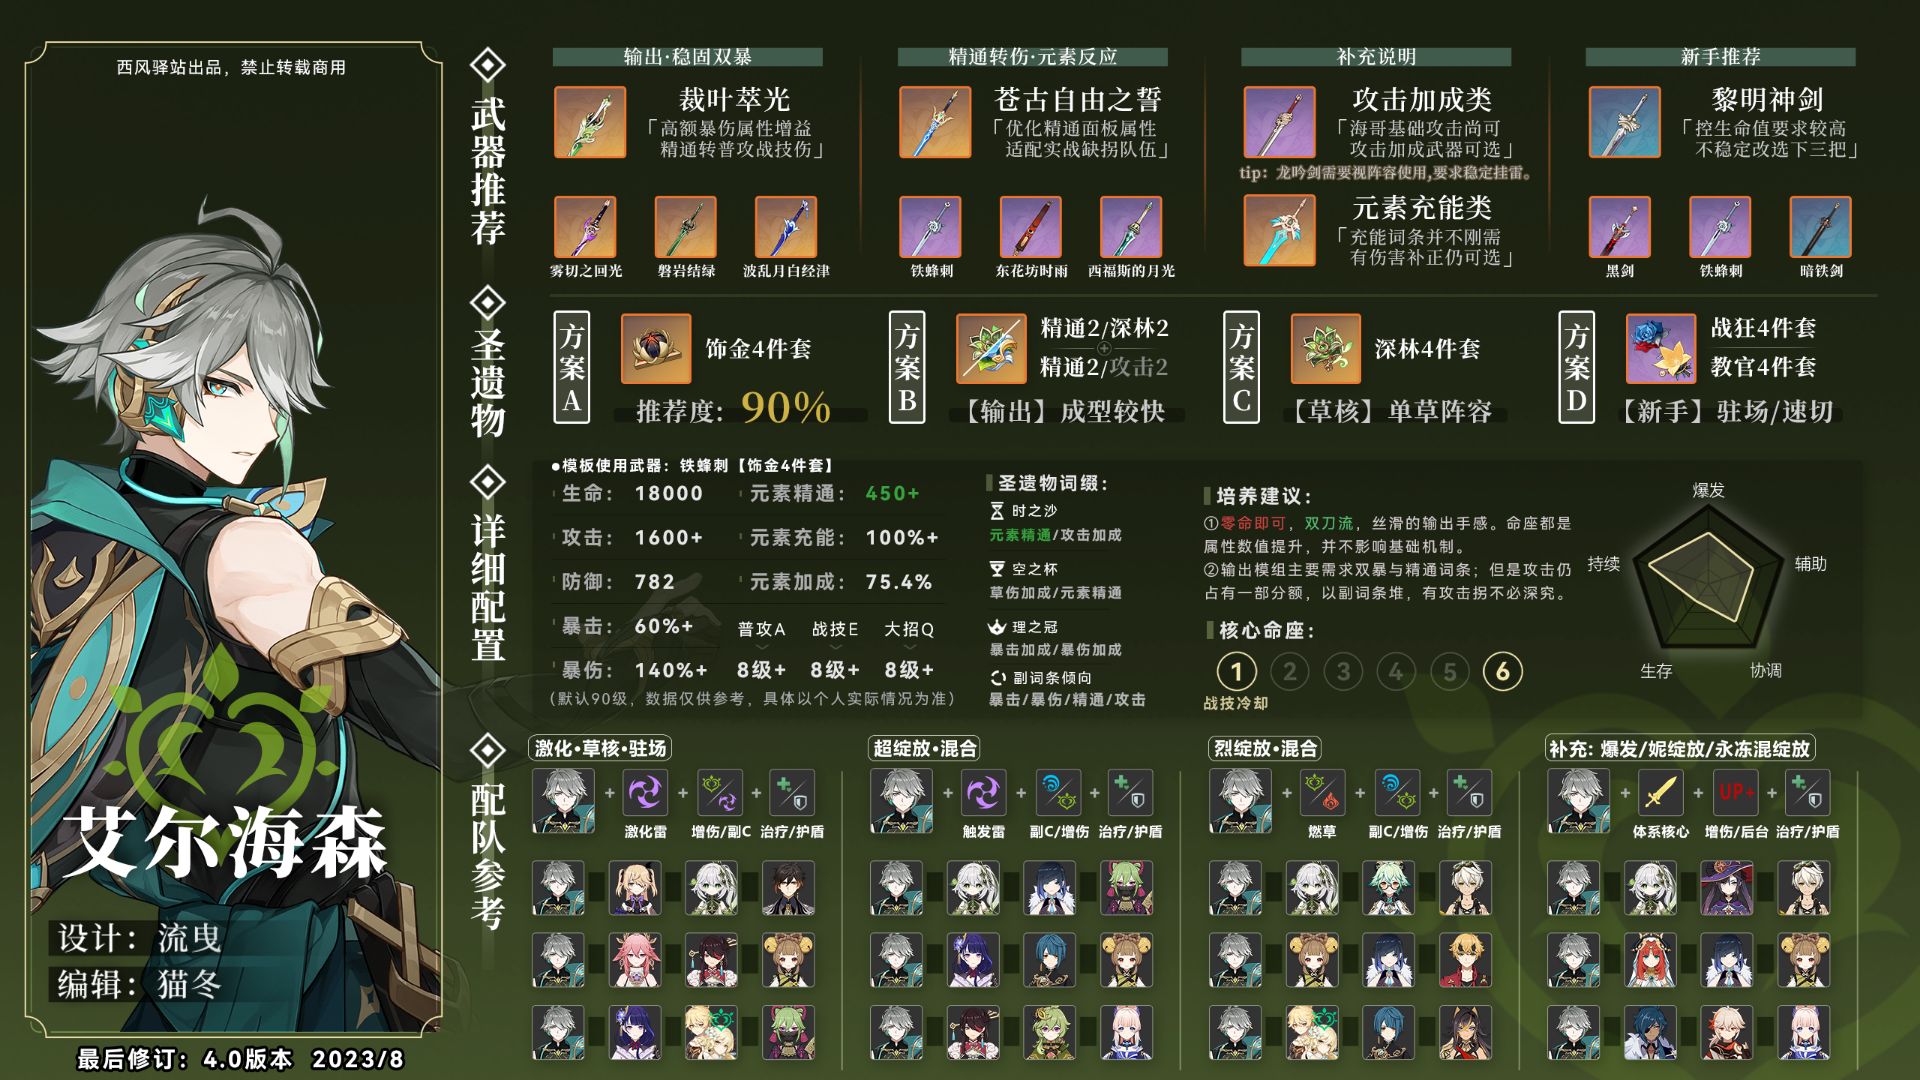 西风驿站出品，禁止转载商用
艾尔海森
设计：流曳
编辑：猫冬
最后修订：4.0版本 2023/8
武器推荐
输出·稳固双暴
裁叶萃光
「高额暴伤属性增益
精通转普攻战技伤」
雾切之回光
磐岩结绿
波乱月白经津
精通转伤·元素反应
苍古自由之誓
「优化精通面板属性
适配实战缺拐队伍」
铁蜂刺
东花坊时雨
西福斯的月光
补充说明
攻击加成类
「海哥基础攻击尚可
攻击加成武器可选」
tip：龙吟剑需要视阵容使用,要求稳定挂雷。
元素充能类
「充能词条并不刚需
有伤害补正仍可选」
新手推荐
黎明神剑
「控生命值要求较高
不稳定改选下三把」
黑剑
铁蜂刺
暗铁剑
圣遗物
方案A
饰金4件套
推荐度：90%
方案B
精通2/深林2
精通2/攻击2
【输出】成型较快
方案C
深林4件套
【草核】单草阵容
方案D
战狂4件套
教官4件套
【新手】驻场/速切
详细配置
●模板使用武器：铁蜂刺【饰金4件套】
生命：18000 元素精通：450+
攻击：1600+ 元素充能：100%+
防御：782 元素加成：75.4%
暴击：60%+ 普攻A 战技E 大招Q
暴伤：140%+ 8级+ 8级+ 8级+
（默认90级，数据仅供参考，具体以个人实际情况为准）
圣遗物词缀：
时之沙
元素精通/攻击加成
空之杯
草伤加成/元素精通
理之冠
暴击加成/暴伤加成
副词条倾向
暴击/暴伤/精通/攻击
培养建议：
①零命即可，双刀流，丝滑的输出手感。命座都是
属性数值提升，并不影响基础机制。
②输出模组主要需求双暴与精通词条；但是攻击仍
占有一部分额，以副词条堆，有攻击拐不必深究。
核心命座：
1 2 3 4 5 6
战技冷却
爆发
持续
辅助
生存
协调
配队参考
激化·草核·驻场
+ + +
激化雷 增伤/副C 治疗/护盾
超绽放·混合
+ + +
触发雷 副C/增伤 治疗/护盾
烈绽放·混合
+ + +
燃草 副C/增伤 治疗/护盾
补充: 爆发/妮绽放/永冻混绽放
+ + UP+ +
体系核心 增伤/后台 治疗/护盾